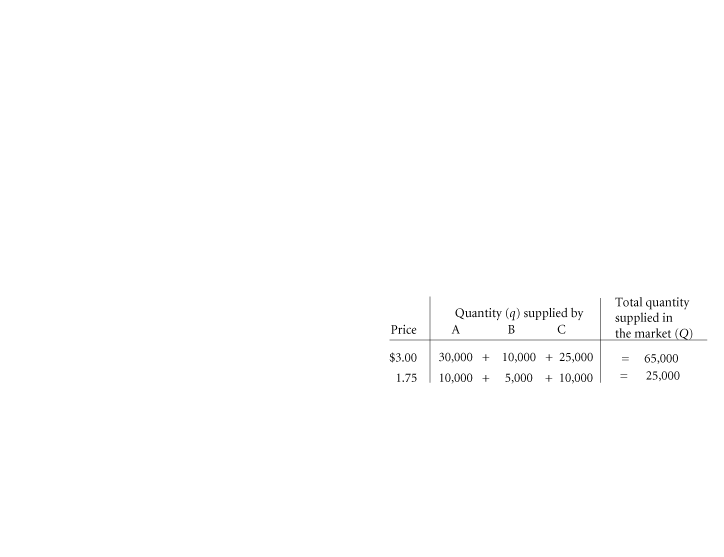 Total quantity
Quantity (q) supplied by supplied in
Price A B C the market (Q)
$3.00 30,000 + 10,000 + 25,000 = 65,000
1.75 10,000 + 5,000 + 10,000 = 25,000